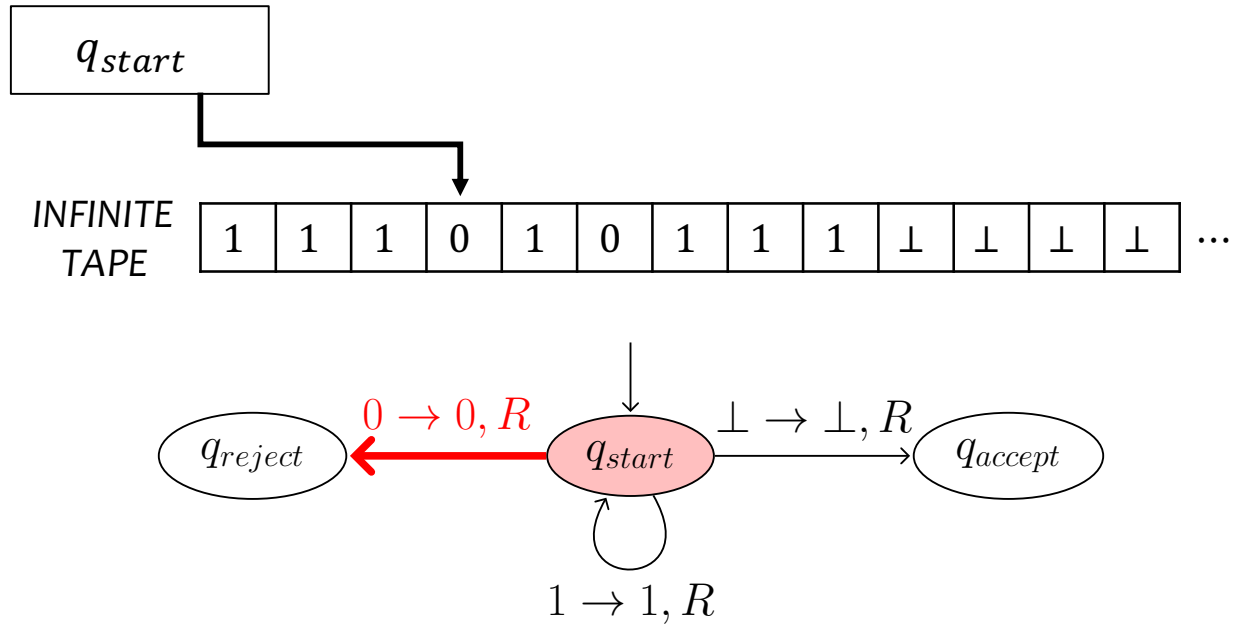 q_start
INFINITE
TAPE
1 1 1 0 1 0 1 1 1 ⊥ ⊥ ⊥ ⊥ ...
0 → 0, R
⊥ → ⊥, R
q_reject
q_start
q_accept
1 → 1, R